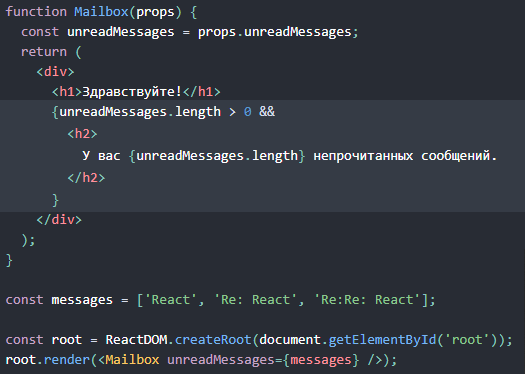 function Mailbox(props) {
  const unreadMessages = props.unreadMessages;
  return (
    <div>
      <h1>Здравствуйте!</h1>
      {unreadMessages.length > 0 &&
        <h2>
          У вас {unreadMessages.length} непрочитанных сообщений.
        </h2>
      }
    </div>
  );
}

const messages = ['React', 'Re: React', 'Re:Re: React'];

const root = ReactDOM.createRoot(document.getElementById('root'));
root.render(<Mailbox unreadMessages={messages} />);